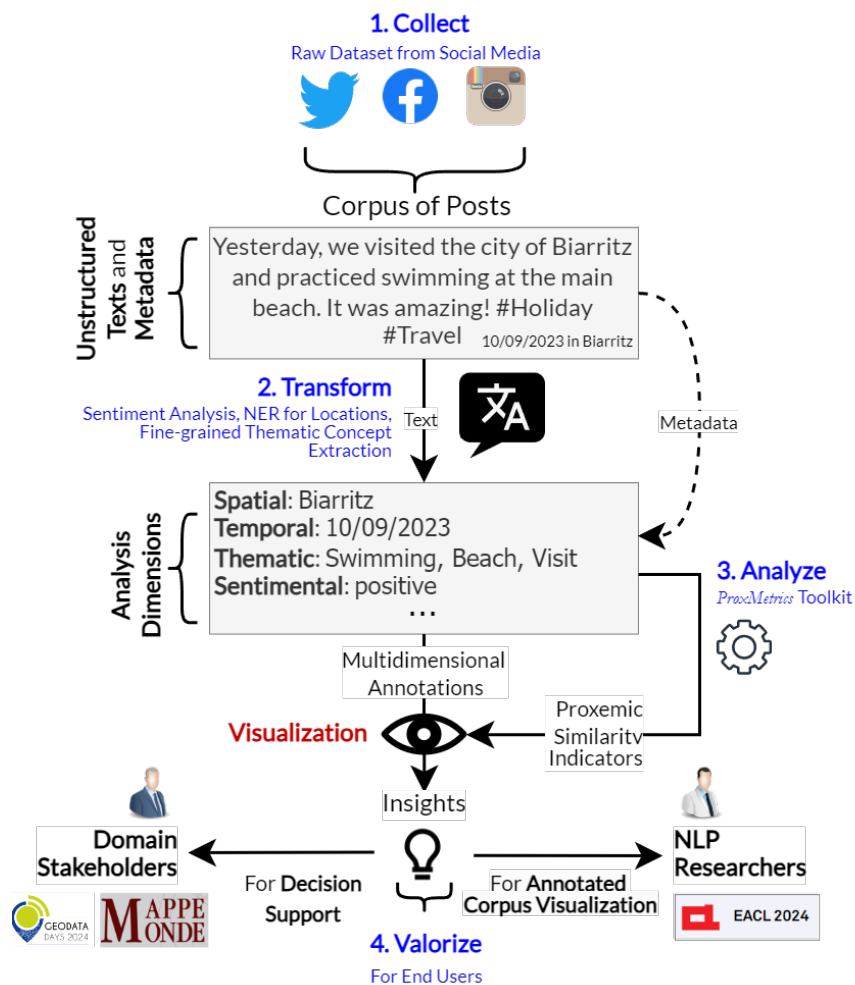 1. Collect
Raw Dataset from Social Media
Corpus of Posts
Unstructured
Texts and
Metadata
Yesterday, we visited the city of Biarritz
and practiced swimming at the main
beach. It was amazing! #Holiday
#Travel
10/09/2023 in Biarritz
2. Transform
Sentiment Analysis, NER for Locations,
Fine-grained Thematic Concept
Extraction
Text
文A
Metadata
Analysis
Dimensions
Spatial: Biarritz
Temporal: 10/09/2023
Thematic: Swimming, Beach, Visit
Sentimental: positive
...
3. Analyze
ProxMetrics Toolkit
Multidimensional
Annotations
Visualization
Proxemic
Similarity
Indicators
Insights
Domain
Stakeholders
NLP
Researchers
For Decision
Support
For Annotated
Corpus Visualization
GEODATA
DAYS 2024
MAPPE
MONDE
EACL 2024
4. Valorize
For End Users